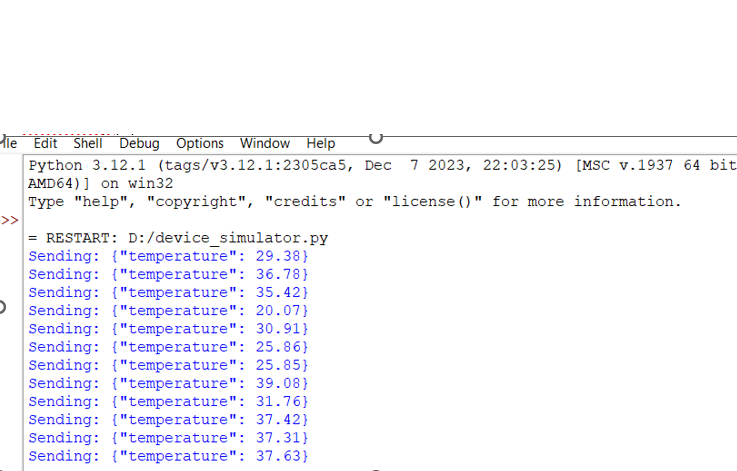 Edit Shell Debug Options Window Help
Python 3.12.1 (tags/v3.12.1:2305ca5, Dec  7 2023, 22:03:25) [MSC v.1937 64 bit
AMD64)] on win32
Type "help", "copyright", "credits" or "license()" for more information.
>>
= RESTART: D:/device_simulator.py
Sending: {"temperature": 29.38}
Sending: {"temperature": 36.78}
Sending: {"temperature": 35.42}
Sending: {"temperature": 20.07}
Sending: {"temperature": 30.91}
Sending: {"temperature": 25.86}
Sending: {"temperature": 25.85}
Sending: {"temperature": 39.08}
Sending: {"temperature": 31.76}
Sending: {"temperature": 37.42}
Sending: {"temperature": 37.31}
Sending: {"temperature": 37.63}